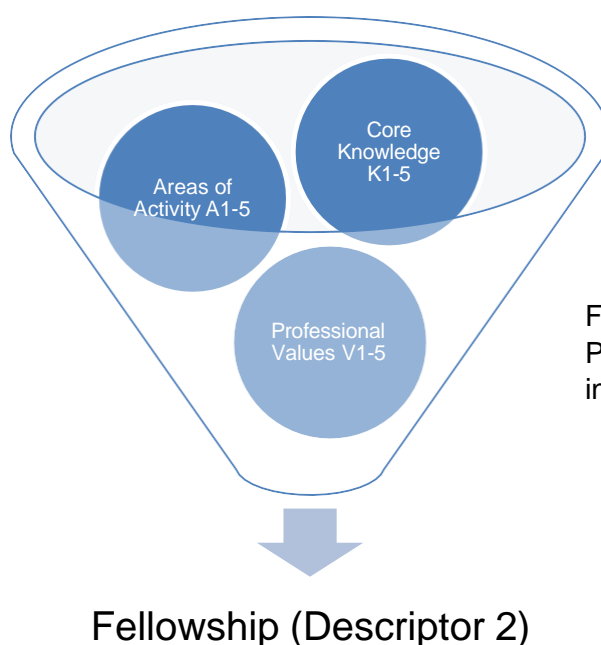 Core
Knowledge
K1-5
Areas of
Activity A1-5
Professional
Values V1-5
Fellowship (Descriptor 2)